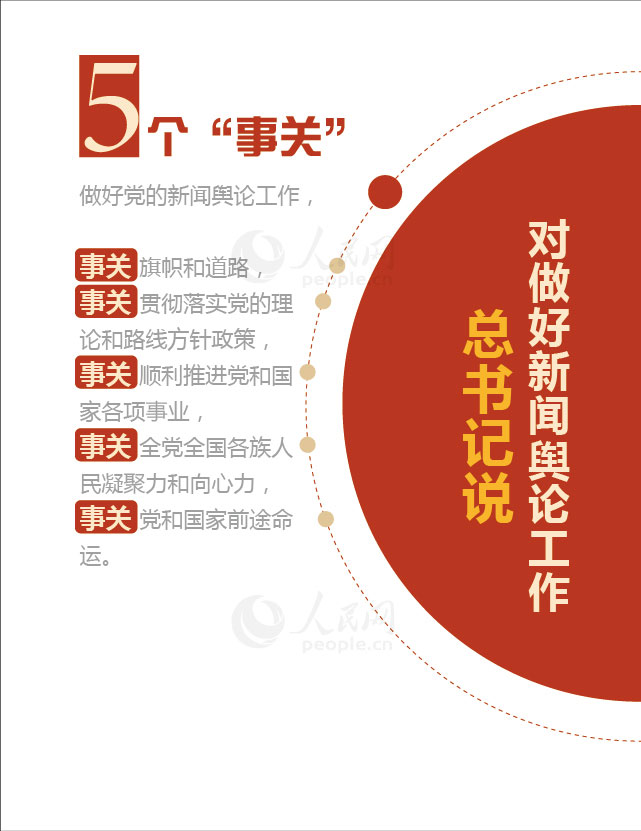 5个“事关”
做好党的新闻舆论工作，
事关 旗帜和道路，
事关 贯彻落实党的理
论和路线方针政策，
事关 顺利推进党和国
家各项事业，
事关 全党全国各族人
民凝聚力和向心力，
事关 党和国家前途命
运。
对做好新闻舆论工作
总书记说
人民网
people.cn
人民网
people.cn